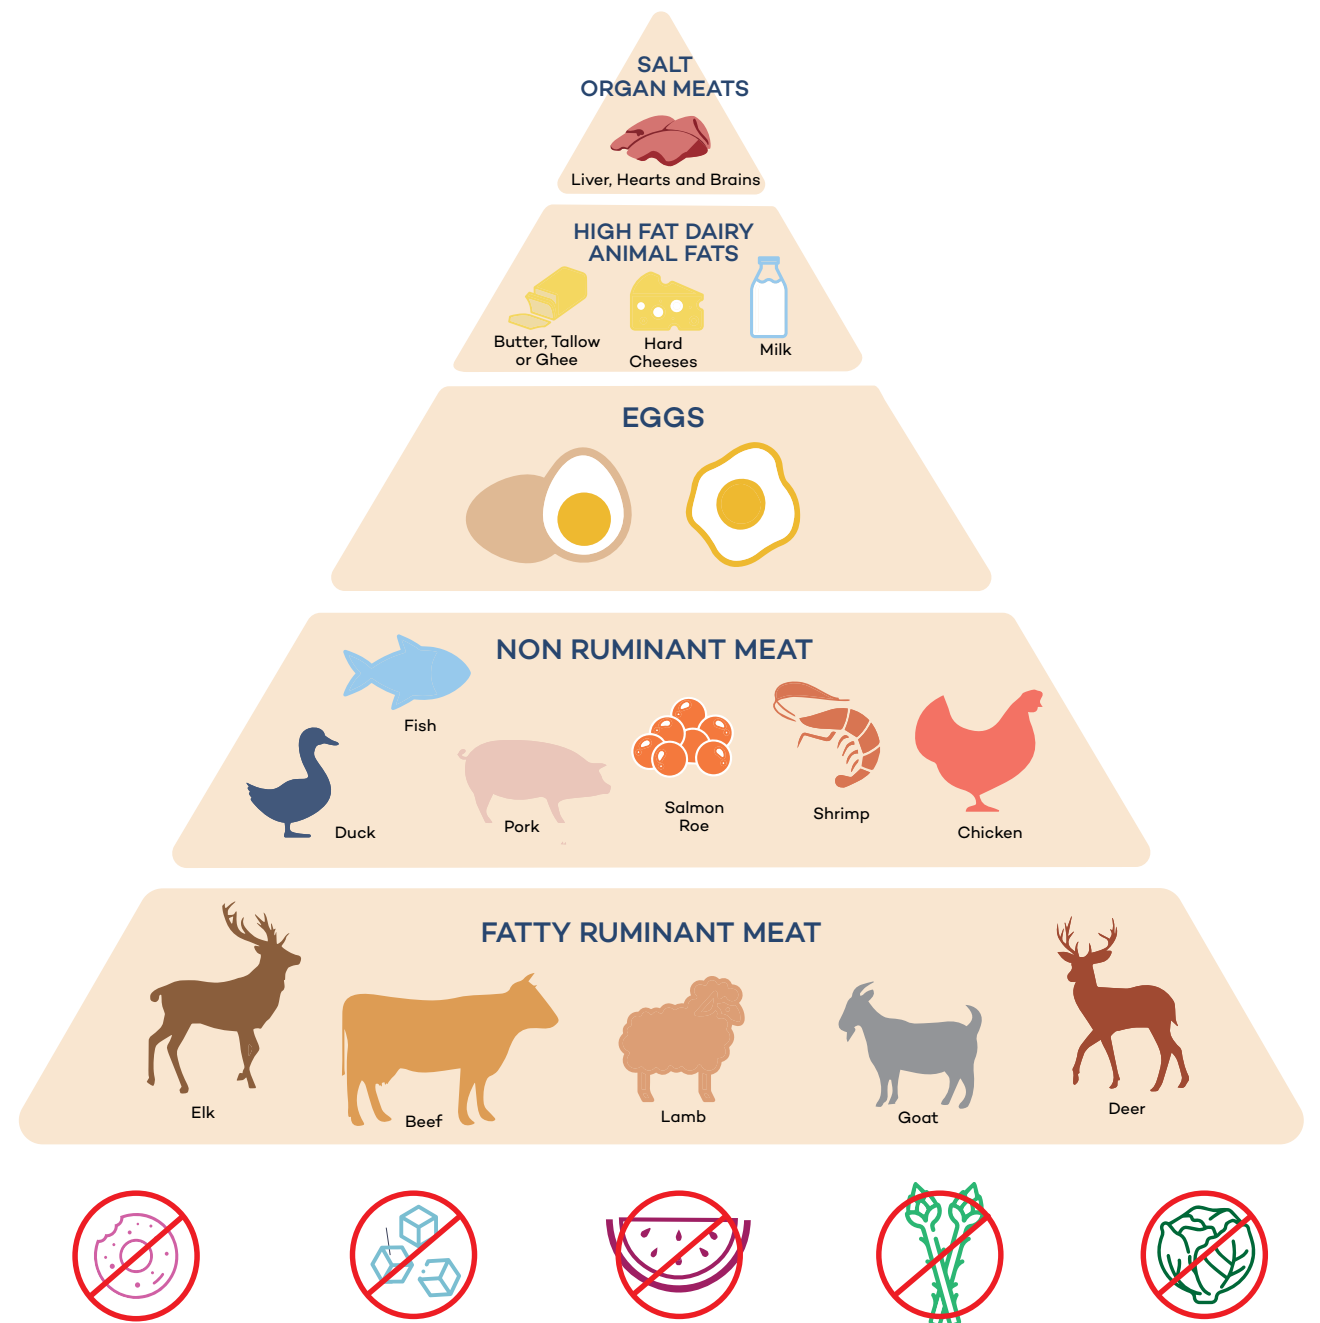 SALT
ORGAN MEATS
Liver, Hearts and Brains
HIGH FAT DAIRY
ANIMAL FATS
Butter, Tallow
or Ghee
Hard
Cheeses
Milk
EGGS
NON RUMINANT MEAT
Fish
Duck
Pork
Salmon
Roe
Shrimp
Chicken
FATTY RUMINANT MEAT
Elk
Beef
Lamb
Goat
Deer